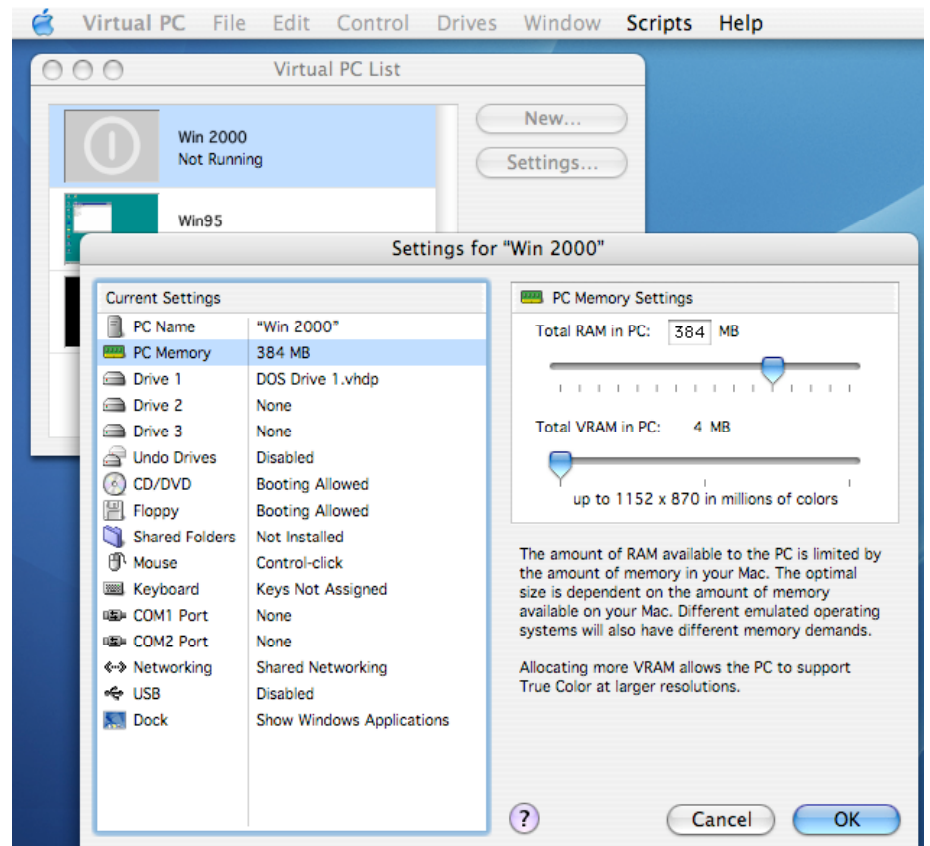 Virtual PC File Edit Control Drives Window Scripts Help
Virtual PC List
Win 2000
Not Running
New...
Settings...
Win95
Settings for “Win 2000”
Current Settings
PC Name “Win 2000”
PC Memory 384 MB
Drive 1 DOS Drive 1.vhdp
Drive 2 None
Drive 3 None
Undo Drives Disabled
CD/DVD Booting Allowed
Floppy Booting Allowed
Shared Folders Not Installed
Mouse Control-click
Keyboard Keys Not Assigned
COM1 Port None
COM2 Port None
Networking Shared Networking
USB Disabled
Dock Show Windows Applications
PC Memory Settings
Total RAM in PC: 384 MB
Total VRAM in PC: 4 MB
up to 1152 x 870 in millions of colors
The amount of RAM available to the PC is limited by
the amount of memory in your Mac. The optimal
size is dependent on the amount of memory
available on your Mac. Different emulated operating
systems will also have different memory demands.
Allocating more VRAM allows the PC to support
True Color at larger resolutions.
?
Cancel OK